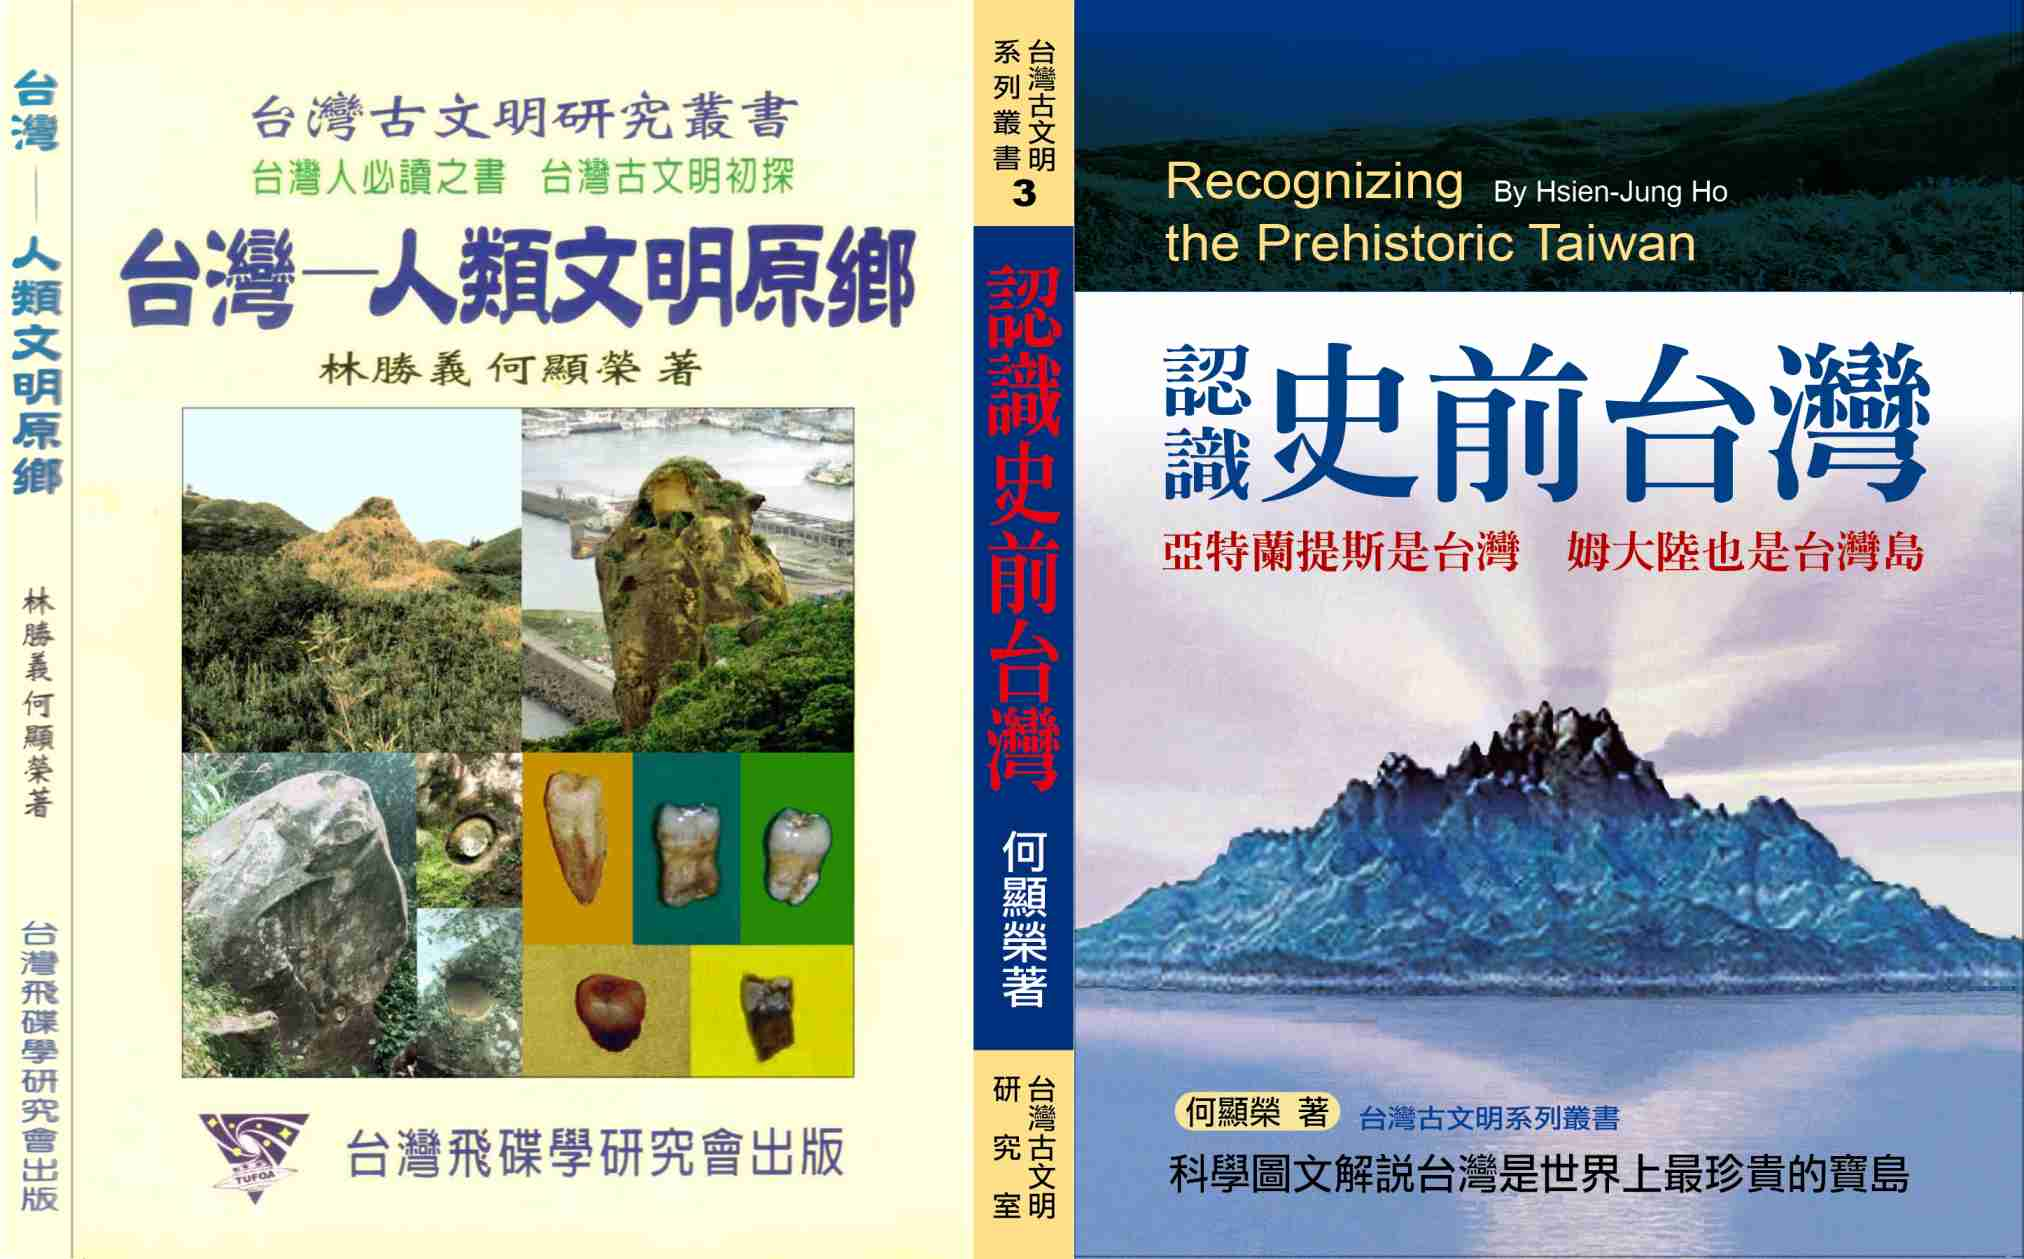 台灣——人類文明原鄉
林勝義 何顯榮 著
台灣飛碟學研究會出版
台灣古文明研究叢書
台灣人必讀之書 台灣古文明初探
台灣—人類文明原鄉
林勝義 何顯榮 著
TUFOA
台灣飛碟學研究會出版
台灣古文明
系列叢書
3
認識史前台灣
何顯榮著
台灣古文明
研究室
Recognizing By Hsien-Jung Ho
the Prehistoric Taiwan
認識史前台灣
亞特蘭提斯是台灣 姆大陸也是台灣島
何顯榮 著 台灣古文明系列叢書
科學圖文解説台灣是世界上最珍貴的寶島